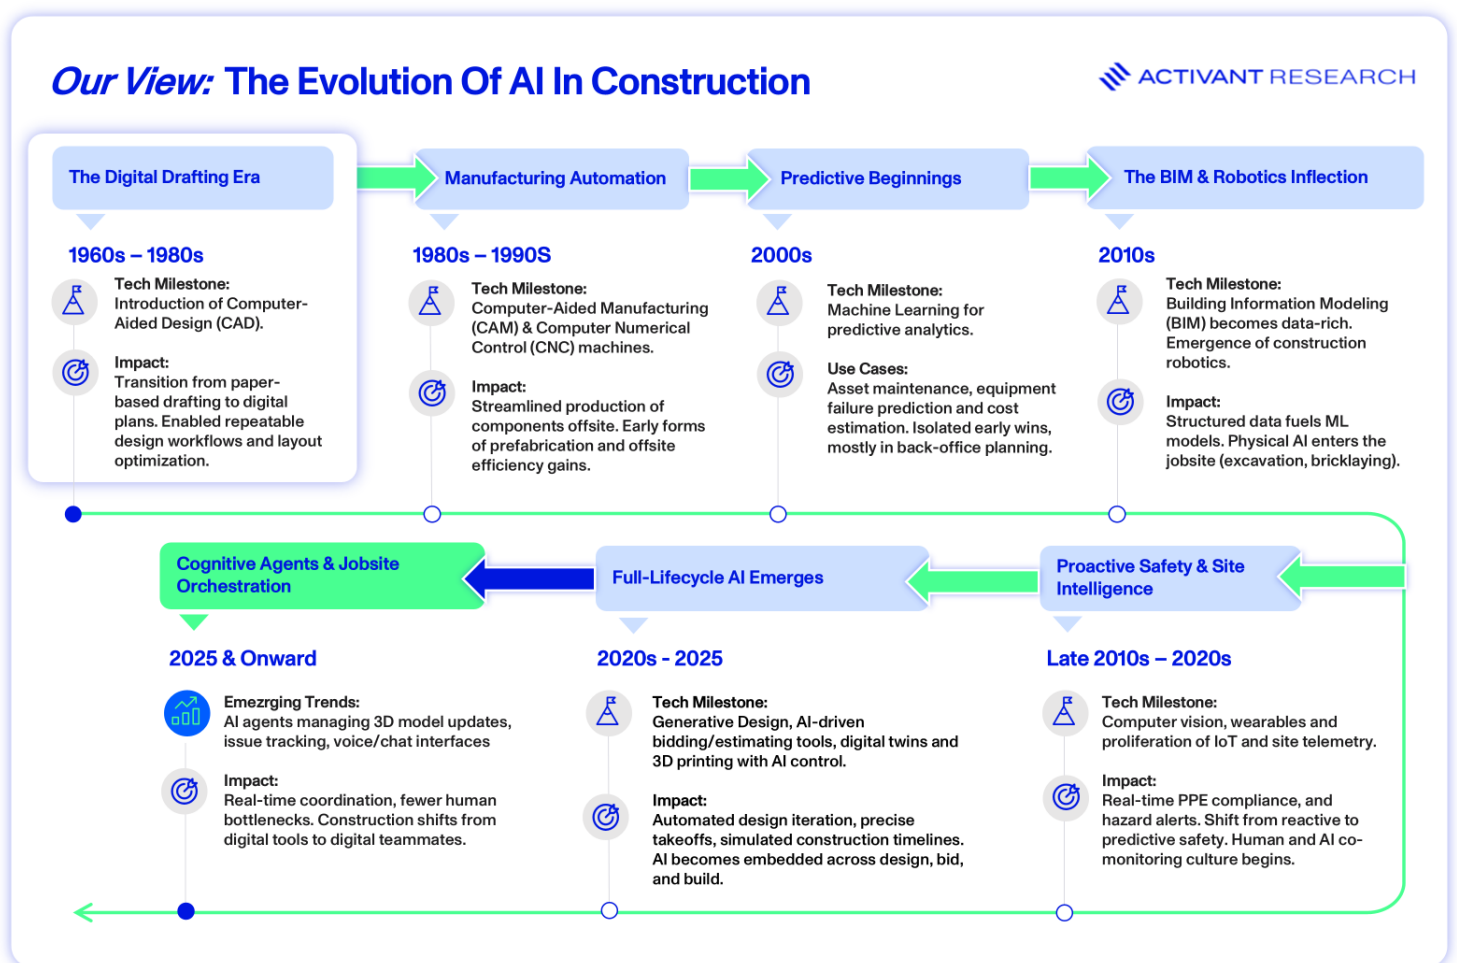 Our View: The Evolution Of AI In Construction
ACTIVANT RESEARCH
The Digital Drafting Era
1960s – 1980s
Tech Milestone:
Introduction of Computer-
Aided Design (CAD).
Impact:
Transition from paper-
based drafting to digital
plans. Enabled repeatable
design workflows and layout
optimization.
Manufacturing Automation
1980s – 1990S
Tech Milestone:
Computer-Aided Manufacturing
(CAM) & Computer Numerical
Control (CNC) machines.
Impact:
Streamlined production of
components offsite. Early forms
of prefabrication and offsite
efficiency gains.
Predictive Beginnings
2000s
Tech Milestone:
Machine Learning for
predictive analytics.
Use Cases:
Asset maintenance, equipment
failure prediction and cost
estimation. Isolated early wins,
mostly in back-office planning.
The BIM & Robotics Inflection
2010s
Tech Milestone:
Building Information Modeling
(BIM) becomes data-rich.
Emergence of construction
robotics.
Impact:
Structured data fuels ML
models. Physical AI enters the
jobsite (excavation, bricklaying).
Proactive Safety & Site
Intelligence
Late 2010s – 2020s
Tech Milestone:
Computer vision, wearables and
proliferation of IoT and site telemetry.
Impact:
Real-time PPE compliance, and
hazard alerts. Shift from reactive to
predictive safety. Human and AI co-
monitoring culture begins.
Full-Lifecycle AI Emerges
2020s - 2025
Tech Milestone:
Generative Design, AI-driven
bidding/estimating tools, digital twins and
3D printing with AI control.
Impact:
Automated design iteration, precise
takeoffs, simulated construction timelines.
AI becomes embedded across design, bid,
and build.
Cognitive Agents & Jobsite
Orchestration
2025 & Onward
Emezrging Trends:
AI agents managing 3D model updates,
issue tracking, voice/chat interfaces
Impact:
Real-time coordination, fewer human
bottlenecks. Construction shifts from
digital tools to digital teammates.